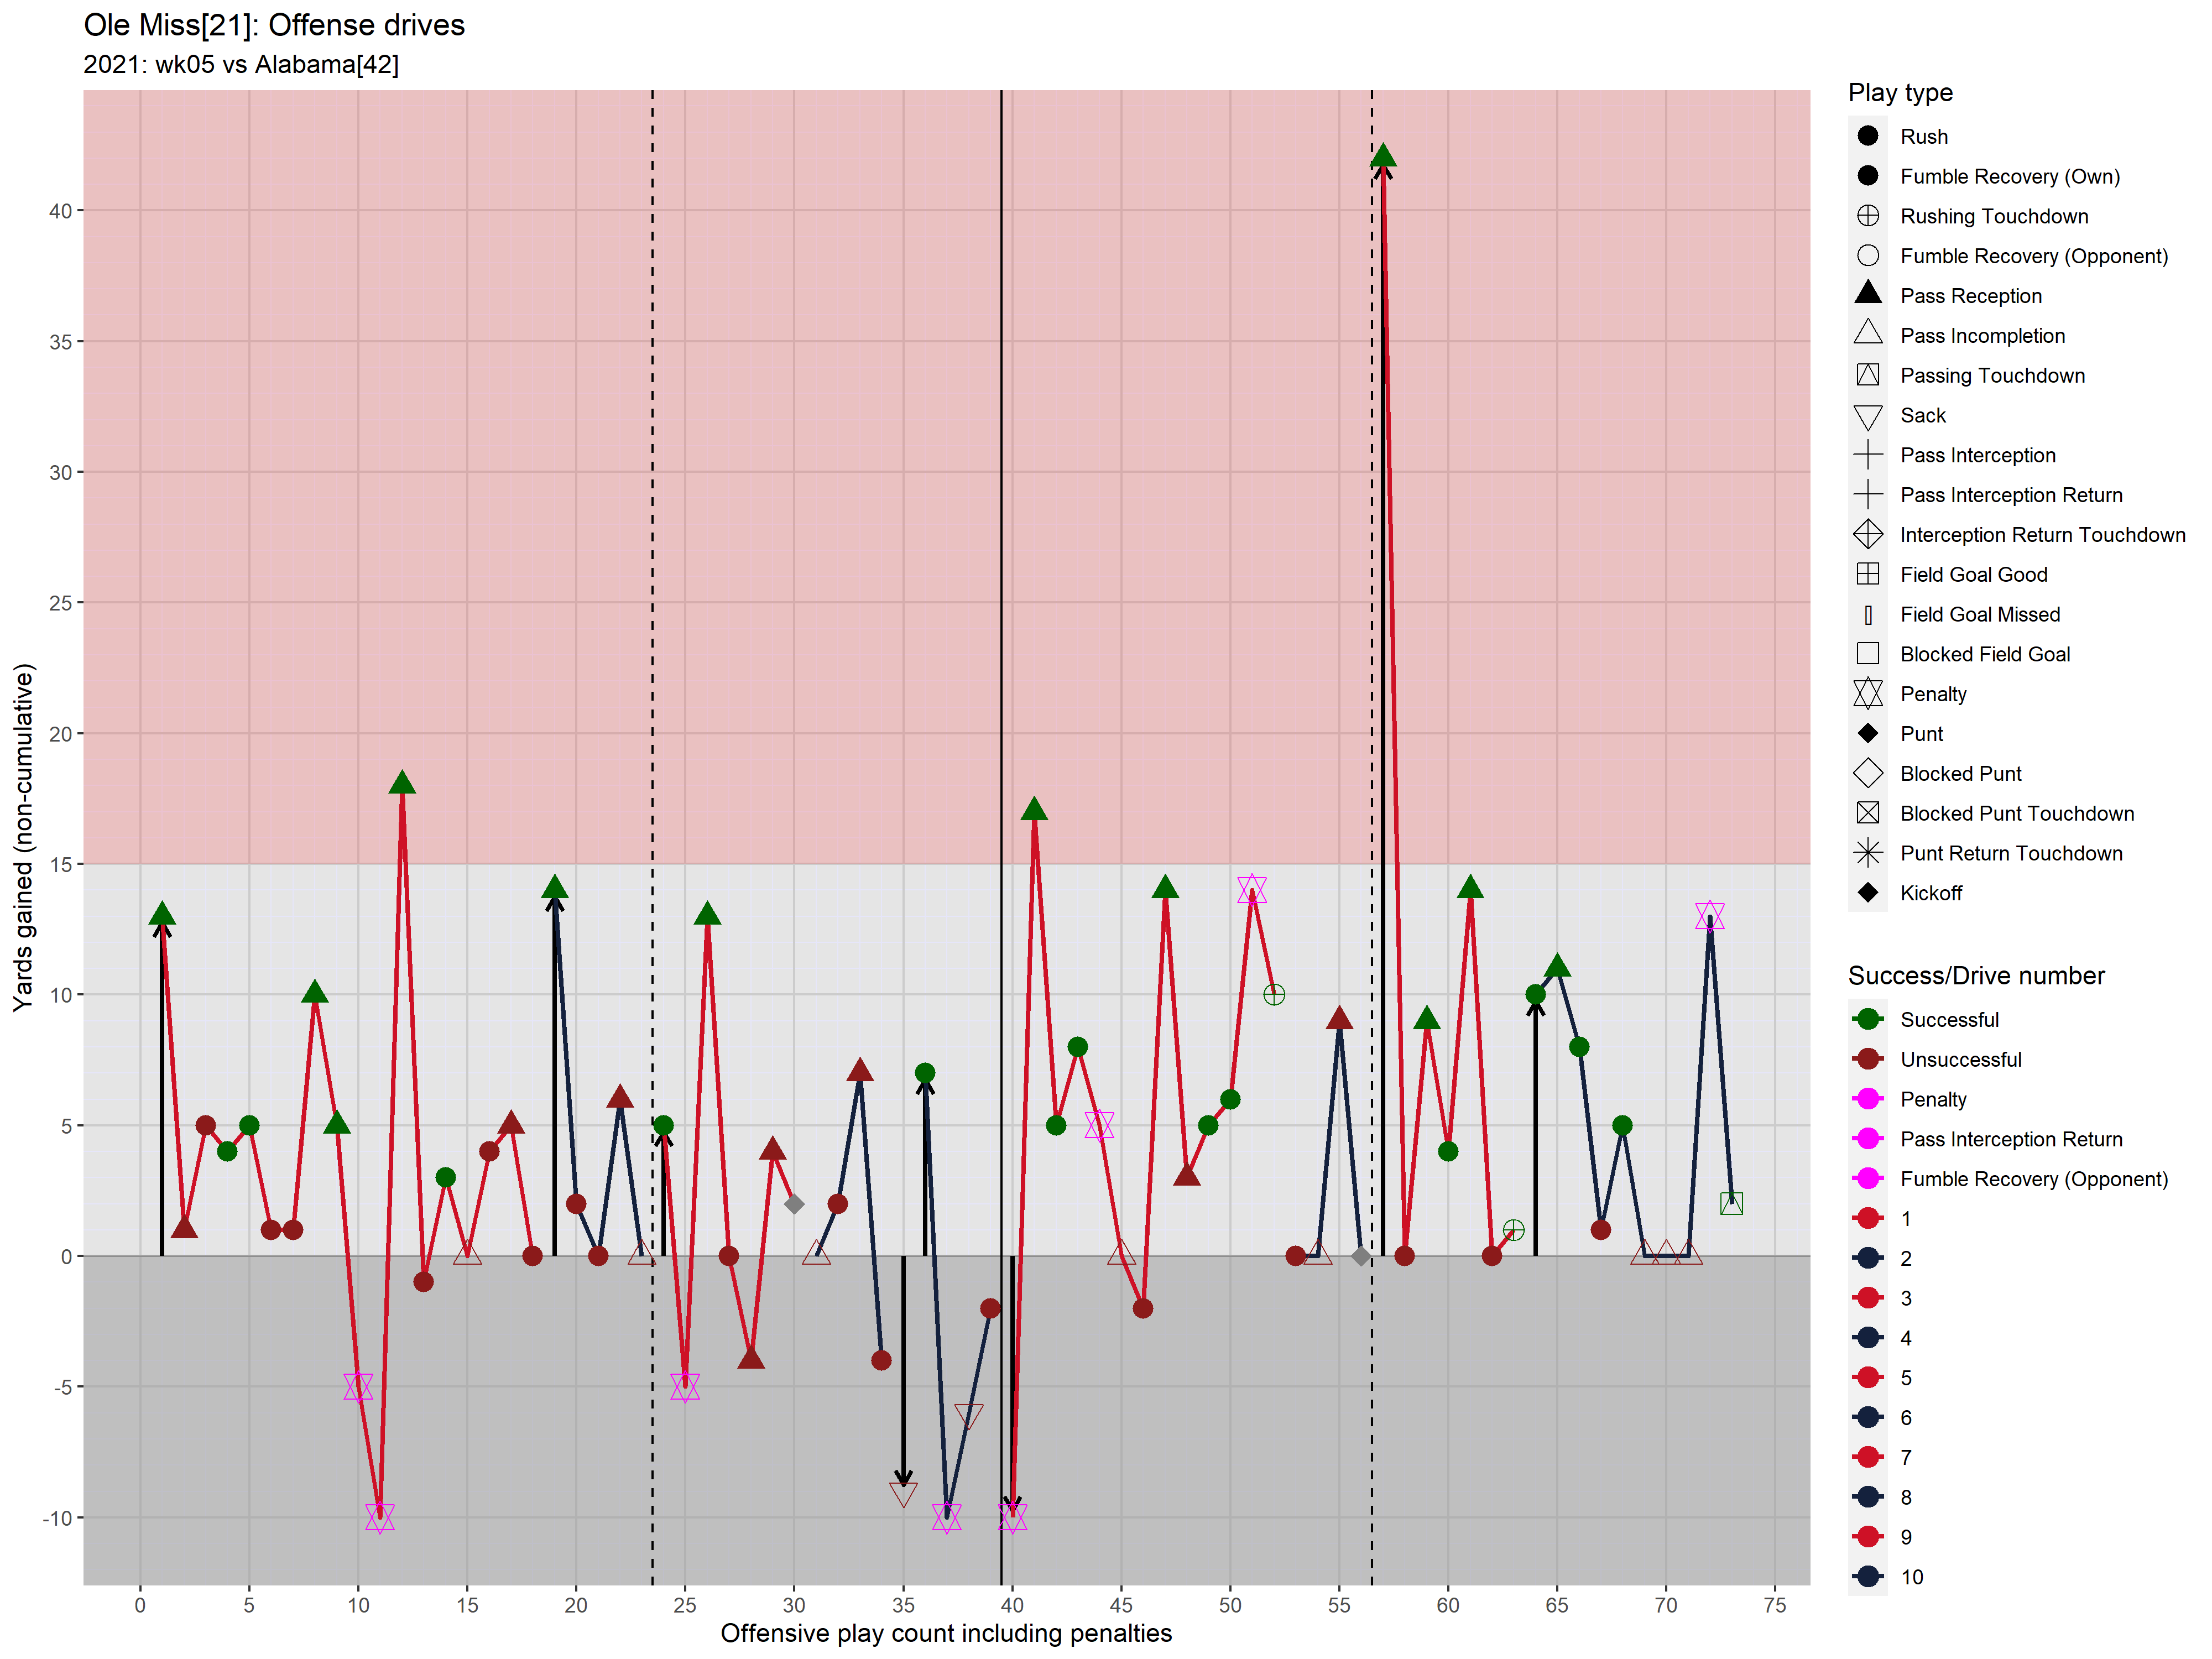 Ole Miss[21]: Offense drives
2021: wk05 vs Alabama[42]
Yards gained (non-cumulative)
40
35
30
25
20
15
10
5
0
-5
-10
0 5 10 15 20 25 30 35 40 45 50 55 60 65 70 75
Offensive play count including penalties
Play type
Rush
Fumble Recovery (Own)
Rushing Touchdown
Fumble Recovery (Opponent)
Pass Reception
Pass Incompletion
Passing Touchdown
Sack
Pass Interception
Pass Interception Return
Interception Return Touchdown
Field Goal Good
Field Goal Missed
Blocked Field Goal
Penalty
Punt
Blocked Punt
Blocked Punt Touchdown
Punt Return Touchdown
Kickoff
Success/Drive number
Successful
Unsuccessful
Penalty
Pass Interception Return
Fumble Recovery (Opponent)
1
2
3
4
5
6
7
8
9
10